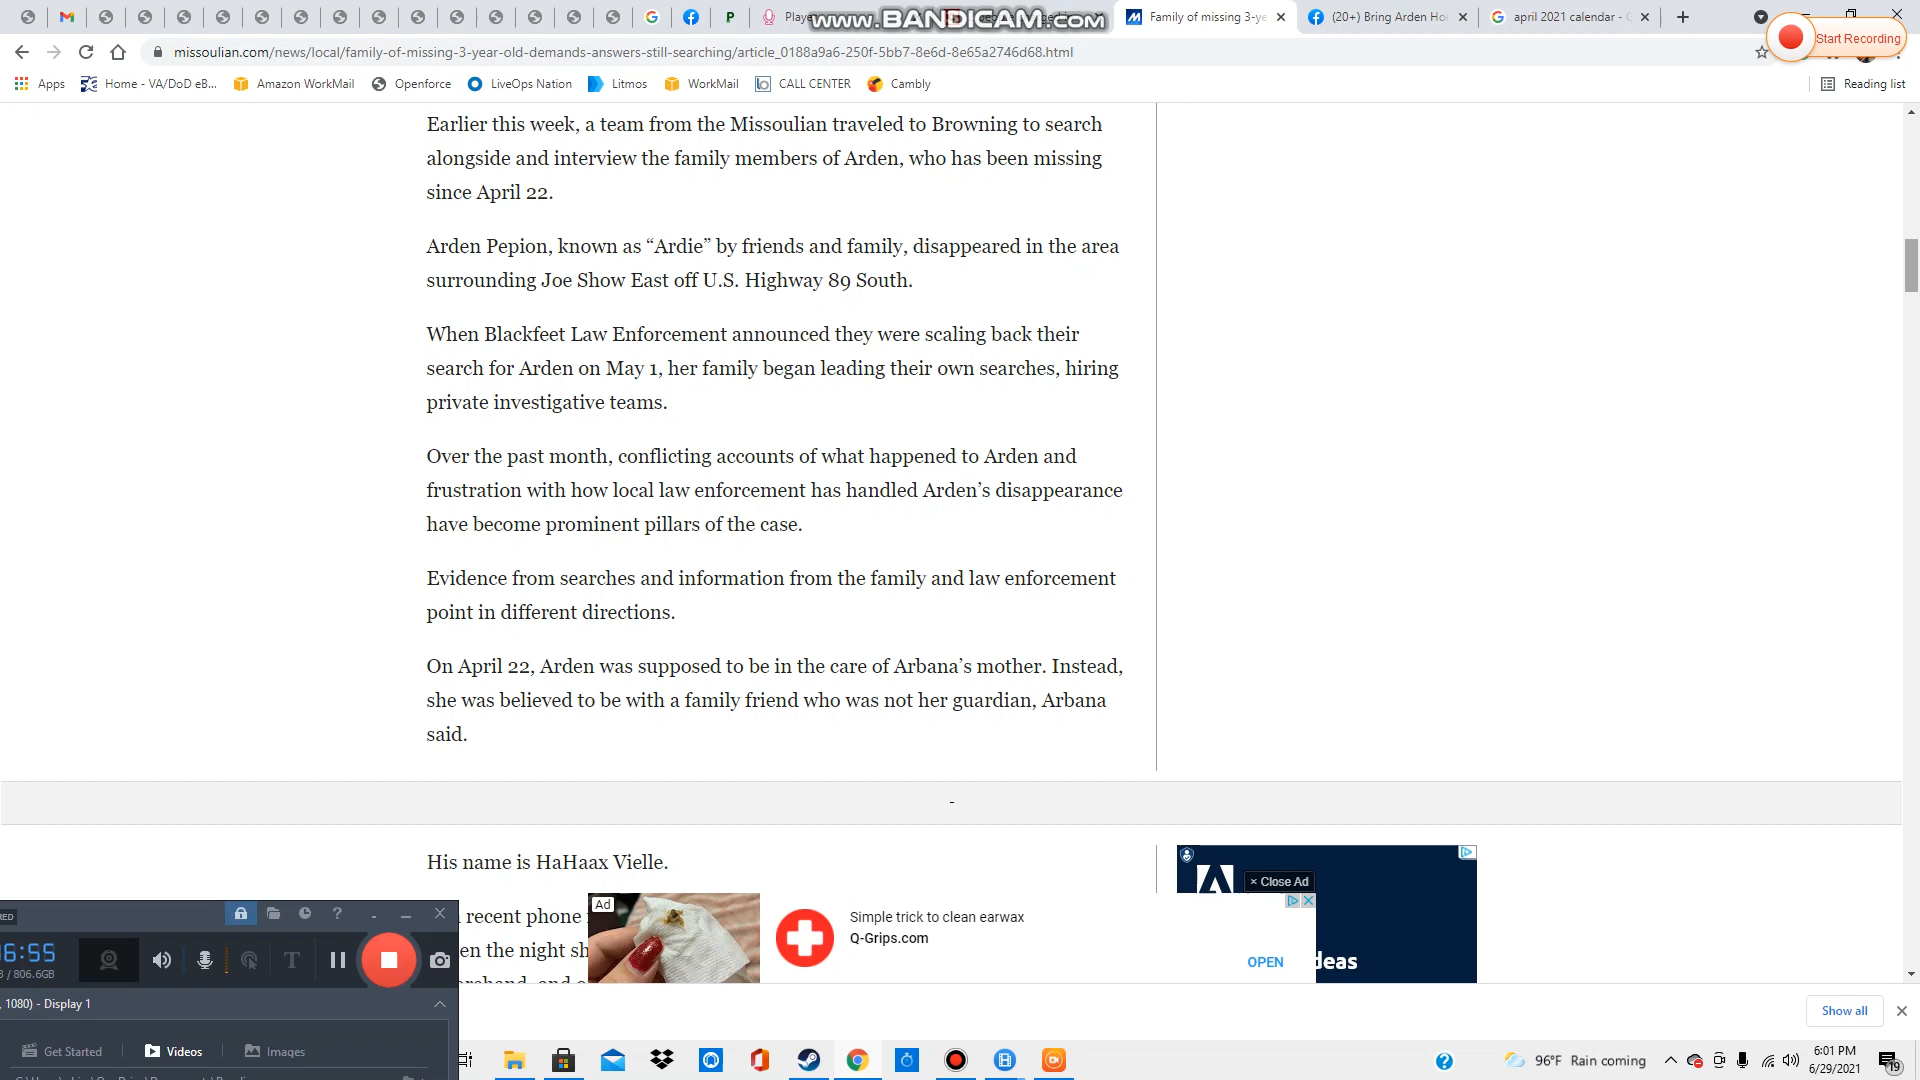 Playe
www.BANDICAM.com
Family of missing 3-ye
(20+) Bring Arden Ho
april 2021 calendar -
Start Recording
missoulian.com/news/local/family-of-missing-3-year-old-demands-answers-still-searching/article_0188a9a6-250f-5bb7-8e6d-8e65a2746d68.html
Apps
Home - VA/DoD eB...
Amazon WorkMail
Openforce
LiveOps Nation
Litmos
WorkMail
CALL CENTER
Cambly
Reading list
Earlier this week, a team from the Missoulian traveled to Browning to search
alongside and interview the family members of Arden, who has been missing
since April 22.
Arden Pepion, known as “Ardie” by friends and family, disappeared in the area
surrounding Joe Show East off U.S. Highway 89 South.
When Blackfeet Law Enforcement announced they were scaling back their
search for Arden on May 1, her family began leading their own searches, hiring
private investigative teams.
Over the past month, conflicting accounts of what happened to Arden and
frustration with how local law enforcement has handled Arden’s disappearance
have become prominent pillars of the case.
Evidence from searches and information from the family and law enforcement
point in different directions.
On April 22, Arden was supposed to be in the care of Arbana’s mother. Instead,
she was believed to be with a family friend who was not her guardian, Arbana
said.
-
His name is HaHaax Vielle.
recent phone
en the night sh
Ad
Simple trick to clean earwax
Q-Grips.com
OPEN
× Close Ad
deas
RED
6:55
/ 806.6GB
1080) - Display 1
Get Started
Videos
Images
Show all
96°F Rain coming
6:01 PM
6/29/2021
19